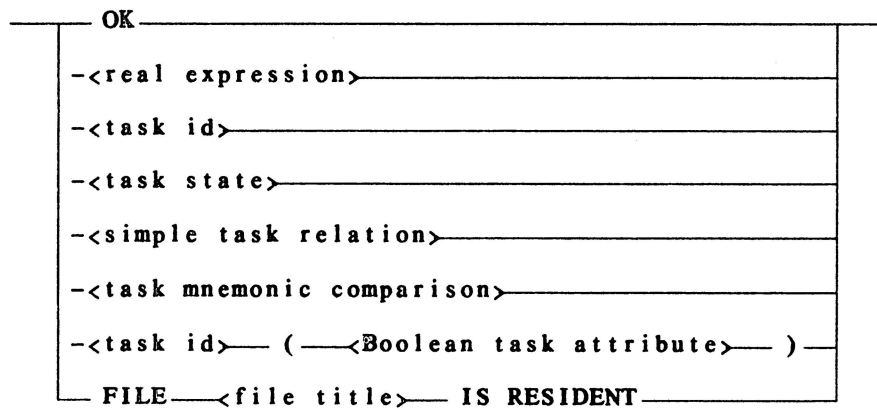 OK
-<real expression>
-<task id>
-<task state>
-<simple task relation>
-<task mnemonic comparison>
-<task id> ( <Boolean task attribute> )
FILE <file title> IS RESIDENT